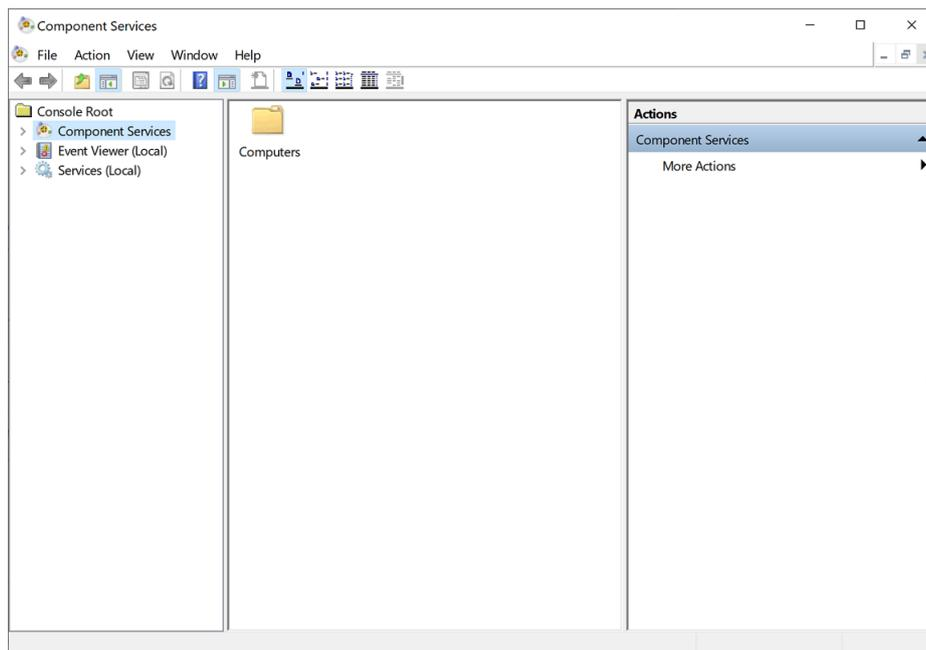 Component Services
File Action View Window Help
Console Root
Component Services
Event Viewer (Local)
Services (Local)
Computers
Actions
Component Services
More Actions